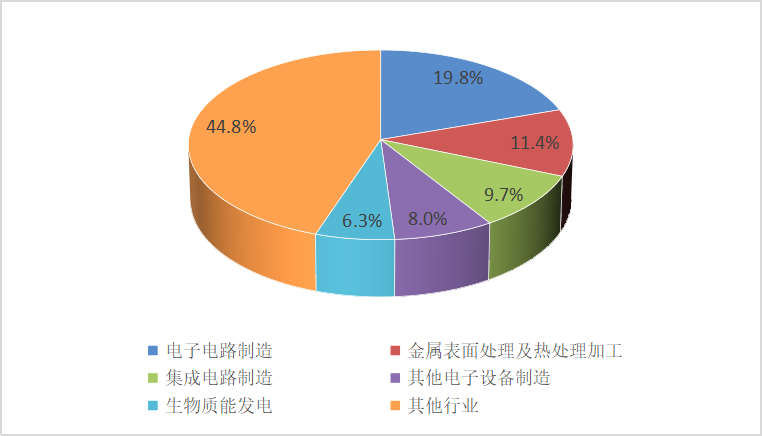 19.8%
44.8%
11.4%
9.7%
6.3%
8.0%
电子电路制造 金属表面处理及热处理加工
集成电路制造 其他电子设备制造
生物质能发电 其他行业